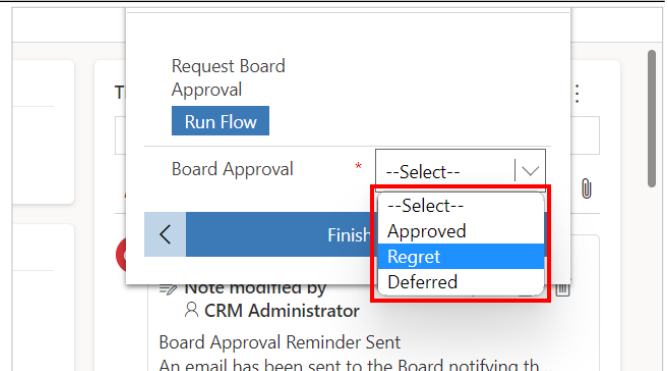 Request Board
Approval
Run Flow
Board Approval * --Select--
--Select--
Approved
Regret
Deferred
Finish
Note modified by
CRM Administrator
Board Approval Reminder Sent
An email has been sent to the Board notifying th...